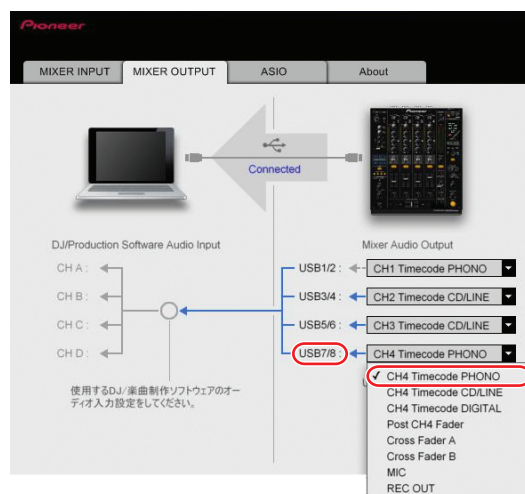 Pioneer
MIXER INPUT
MIXER OUTPUT
ASIO
About
Connected
DJ/Production Software Audio Input
Mixer Audio Output
CH A :
CH B :
CH C :
CH D :
USB1/2 :
CH1 Timecode PHONO
USB3/4 :
CH2 Timecode CD/LINE
USB5/6 :
CH3 Timecode CD/LINE
USB7/8 :
CH4 Timecode PHONO
使用するDJ/楽曲制作ソフトウェアのオー
ディオ入力設定をしてください。
✓ CH4 Timecode PHONO
CH4 Timecode CD/LINE
CH4 Timecode DIGITAL
Post CH4 Fader
Cross Fader A
Cross Fader B
MIC
REC OUT